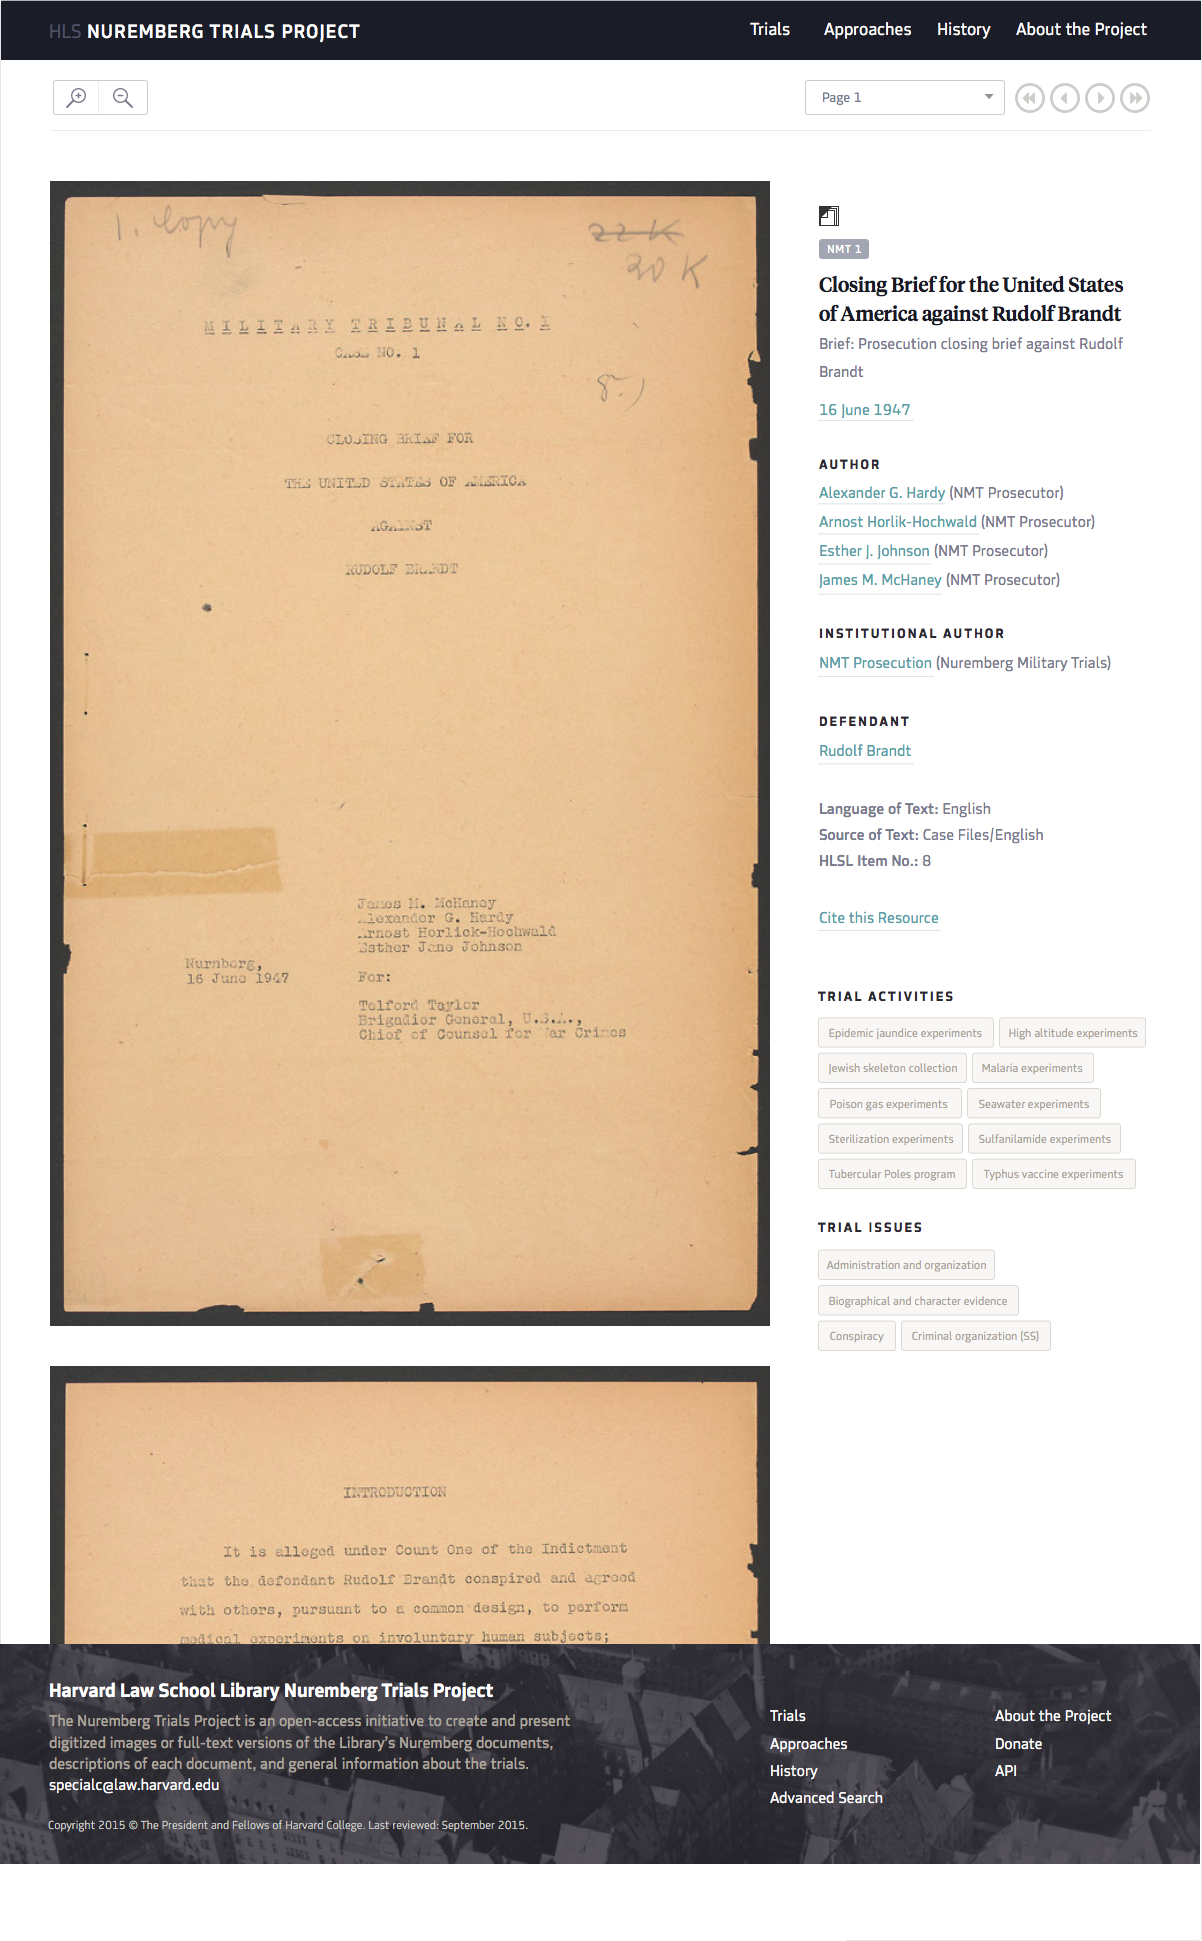 HLS NUREMBERG TRIALS PROJECT
Trials Approaches History About the Project
Page 1
1. Copy
22 K
20 K
MILITARY TRIBUNAL NO. I
CASE NO. 1
8.)
CLOSING BRIEF FOR
THE UNITED STATES OF AMERICA
AGAINST
RUDOLF BRANDT
James M. McHaney
Alexander G. Hardy
Arnost Horlick-Hochwald
Esther Jane Johnson
Nurnberg,
16 June 1947
For:
Telford Taylor
Brigadier General, U.S.A.,
Chief of Counsel for War Crimes
INTRODUCTION
It is alleged under Count One of the Indictment
that the defendant Rudolf Brandt conspired and agreed
with others, pursuant to a common design, to perform
medical experiments on involuntary human subjects;
NMT 1
Closing Brief for the United States
of America against Rudolf Brandt
Brief: Prosecution closing brief against Rudolf
Brandt
16 June 1947
AUTHOR
Alexander G. Hardy (NMT Prosecutor)
Arnost Horlik-Hochwald (NMT Prosecutor)
Esther J. Johnson (NMT Prosecutor)
James M. McHaney (NMT Prosecutor)
INSTITUTIONAL AUTHOR
NMT Prosecution (Nuremberg Military Trials)
DEFENDANT
Rudolf Brandt
Language of Text: English
Source of Text: Case Files/English
HLSL Item No.: 8
Cite this Resource
TRIAL ACTIVITIES
Epidemic jaundice experiments High altitude experiments
Jewish skeleton collection Malaria experiments
Poison gas experiments Seawater experiments
Sterilization experiments Sulfanilamide experiments
Tubercular Poles program Typhus vaccine experiments
TRIAL ISSUES
Administration and organization
Biographical and character evidence
Conspiracy Criminal organization (SS)
Harvard Law School Library Nuremberg Trials Project
The Nuremberg Trials Project is an open-access initiative to create and present
digitized images or full-text versions of the Library's Nuremberg documents,
descriptions of each document, and general information about the trials.
specialc@law.harvard.edu
Copyright 2015 © The President and Fellows of Harvard College. Last reviewed: September 2015.
Trials
Approaches
History
Advanced Search
About the Project
Donate
API